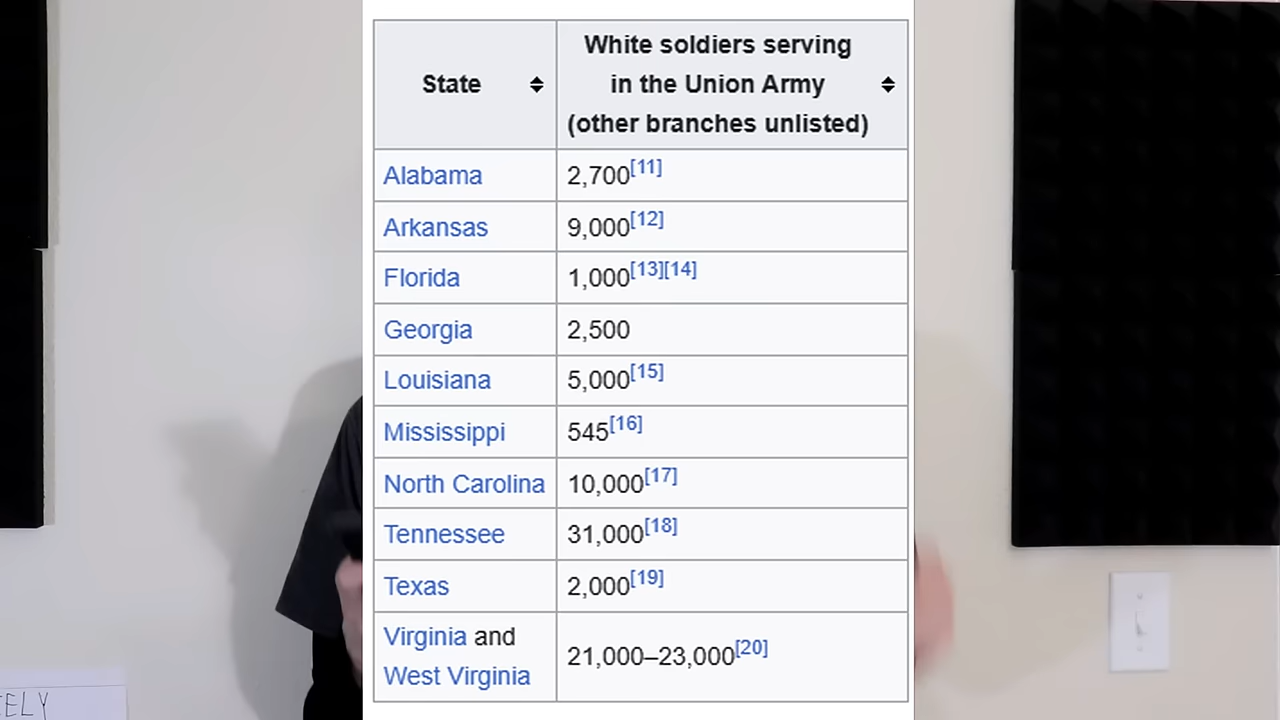 State
White soldiers serving
in the Union Army
(other branches unlisted)
Alabama 2,700[11]
Arkansas 9,000[12]
Florida 1,000[13][14]
Georgia 2,500
Louisiana 5,000[15]
Mississippi 545[16]
North Carolina 10,000[17]
Tennessee 31,000[18]
Texas 2,000[19]
Virginia and
West Virginia
21,000–23,000[20]
ELY